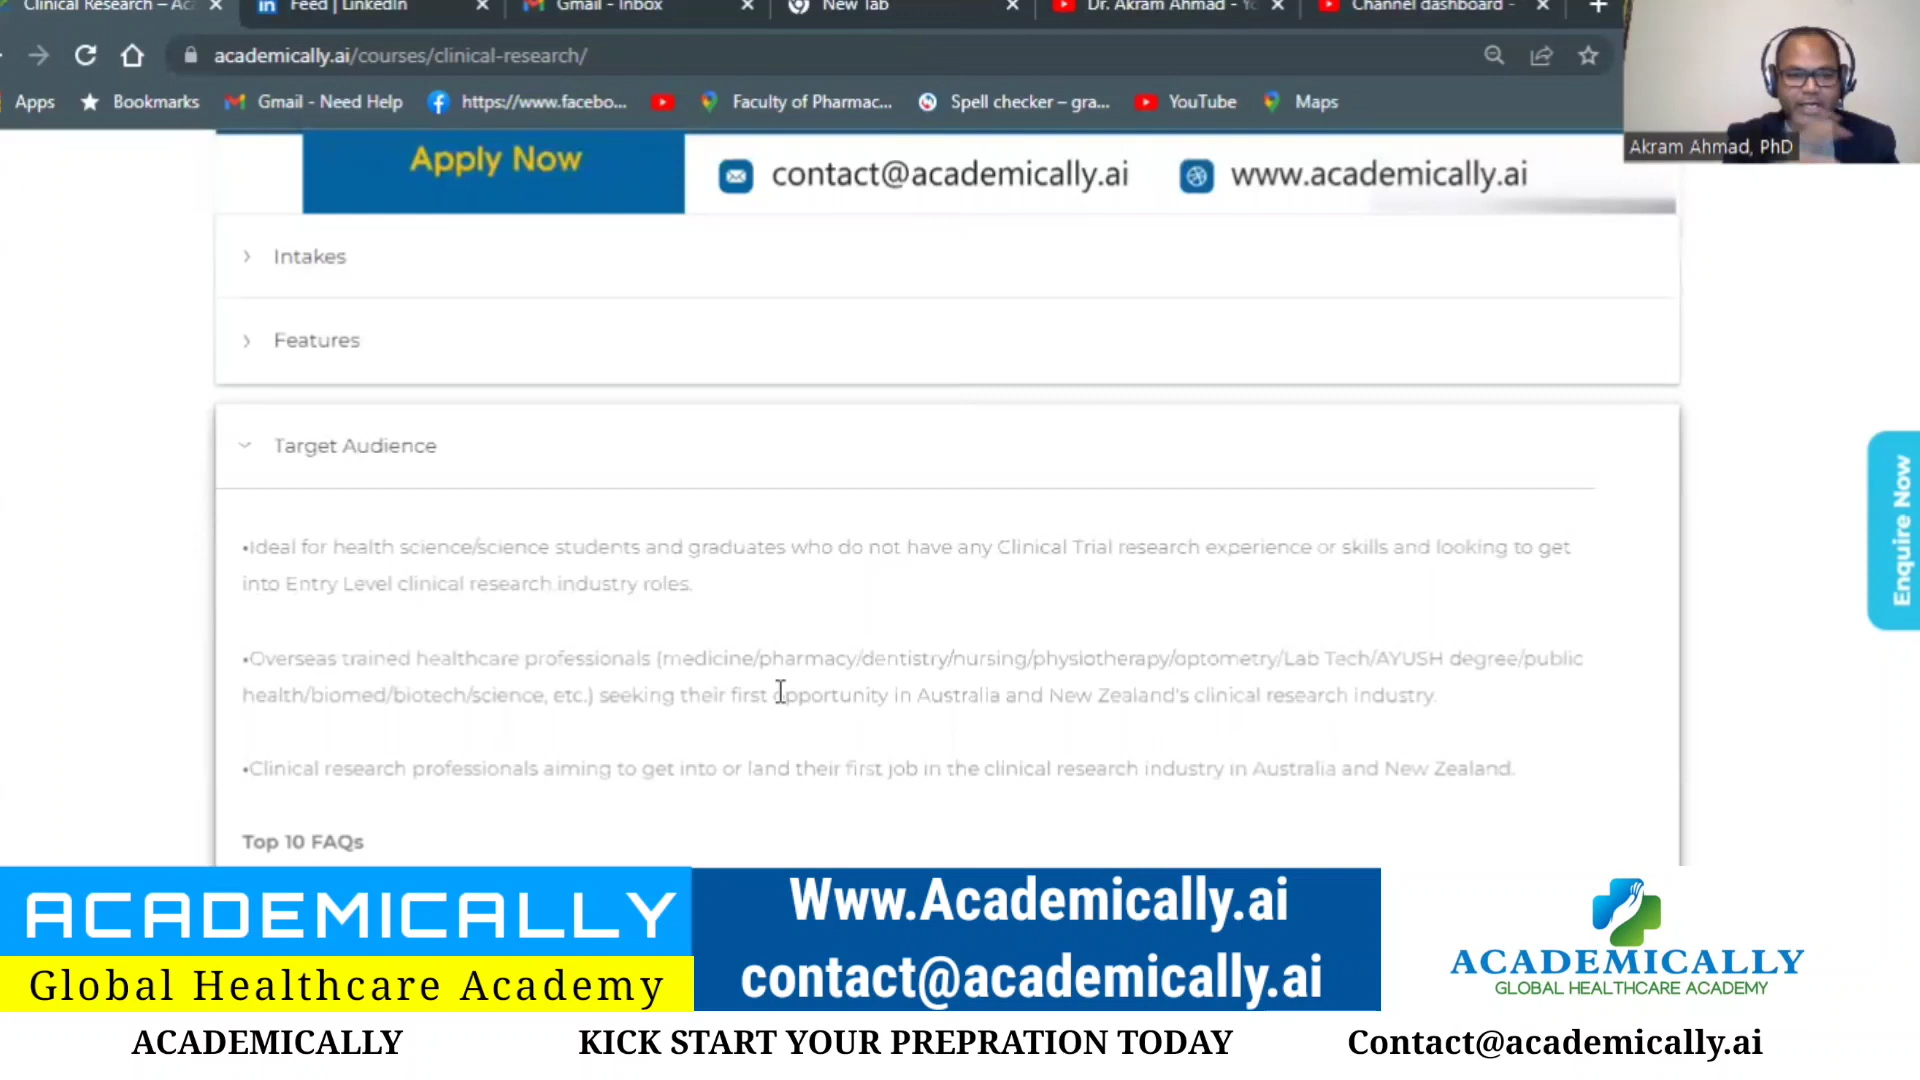 Clinical Research – Ac
Feed | LinkedIn
Gmail - Inbox
New Tab
Dr. Akram Ahmad - Yo
Channel dashboard -
academically.ai/courses/clinical-research/
Apps
Bookmarks
Gmail - Need Help
https://www.facebo...
Faculty of Pharmac...
Spell checker – gra...
YouTube
Maps
Akram Ahmad, PhD
Apply Now
contact@academically.ai
www.academically.ai
Intakes
Features
Target Audience
•Ideal for health science/science students and graduates who do not have any Clinical Trial research experience or skills and looking to get
into Entry Level clinical research industry roles.
•Overseas trained healthcare professionals (medicine/pharmacy/dentistry/nursing/physiotherapy/optometry/Lab Tech/AYUSH degree/public
health/biomed/biotech/science, etc.) seeking their first opportunity in Australia and New Zealand's clinical research industry.
•Clinical research professionals aiming to get into or land their first job in the clinical research industry in Australia and New Zealand.
Top 10 FAQs
Enquire Now
ACADEMICALLY
Global Healthcare Academy
Www.Academically.ai
contact@academically.ai
ACADEMICALLY
GLOBAL HEALTHCARE ACADEMY
ACADEMICALLY
KICK START YOUR PREPRATION TODAY
Contact@academically.ai